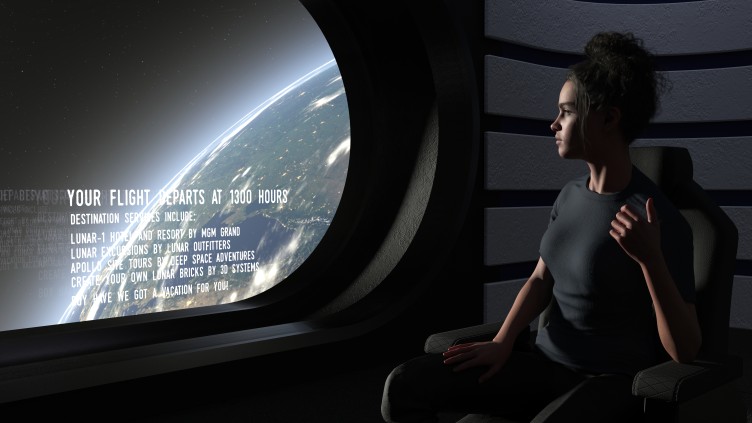 YOUR FLIGHT DEPARTS AT 1300 HOURS
DESTINATION SERVICES INCLUDE:
LUNAR-1 HOTEL AND RESORT BY MGM GRAND
LUNAR EXCURSIONS BY LUNAR OUTFITTERS
APOLLO SITE TOURS BY DEEP SPACE ADVENTURES
CREATE YOUR OWN LUNAR BRICKS BY 3D SYSTEMS
BOY HAVE WE GOT A VACATION FOR YOU!